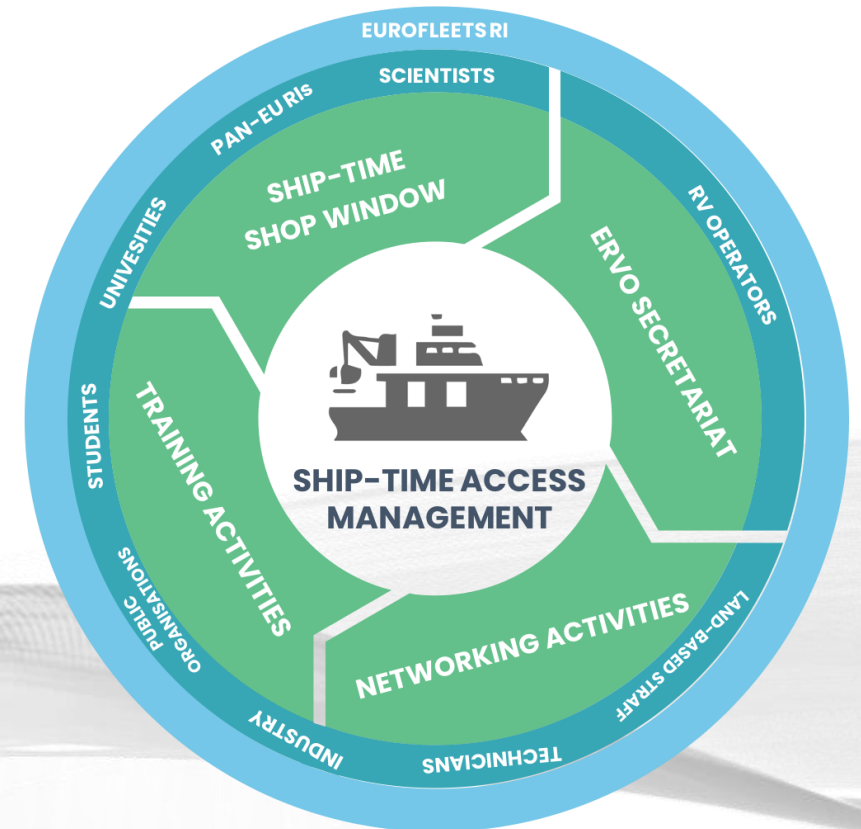 EUROFLEETS RI
SCIENTISTS
PAN-EU RIs
UNIVESITIES
STUDENTS
PUBLIC
ORGANISATIONS
INDUSTRY
TECHNICIANS
LAND-BASED STRAFF
RV OPERATORS
SHIP-TIME
SHOP WINDOW
ERVO SECRETARIAT
NETWORKING ACTIVITIES
TRAINING ACTIVITIES
SHIP-TIME ACCESS
MANAGEMENT